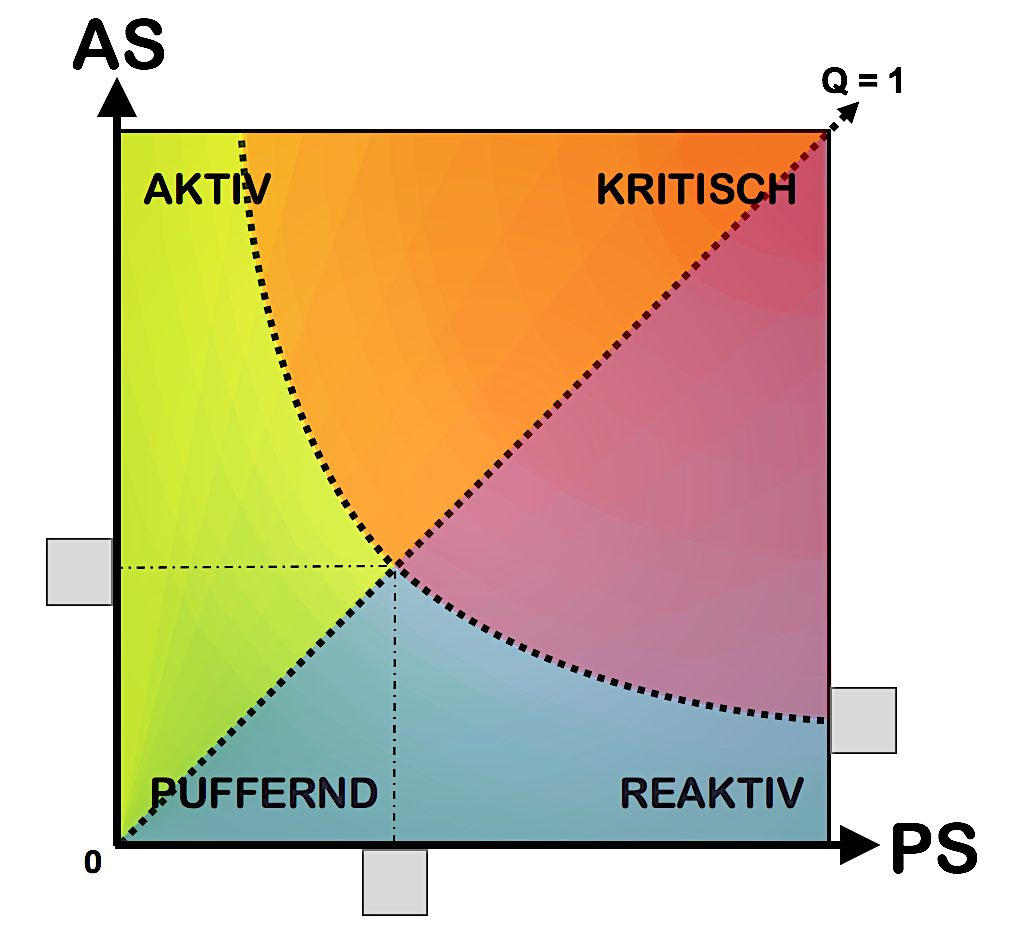 AS
Q = 1
AKTIV
KRITISCH
PUFFERND
REAKTIV
0
PS